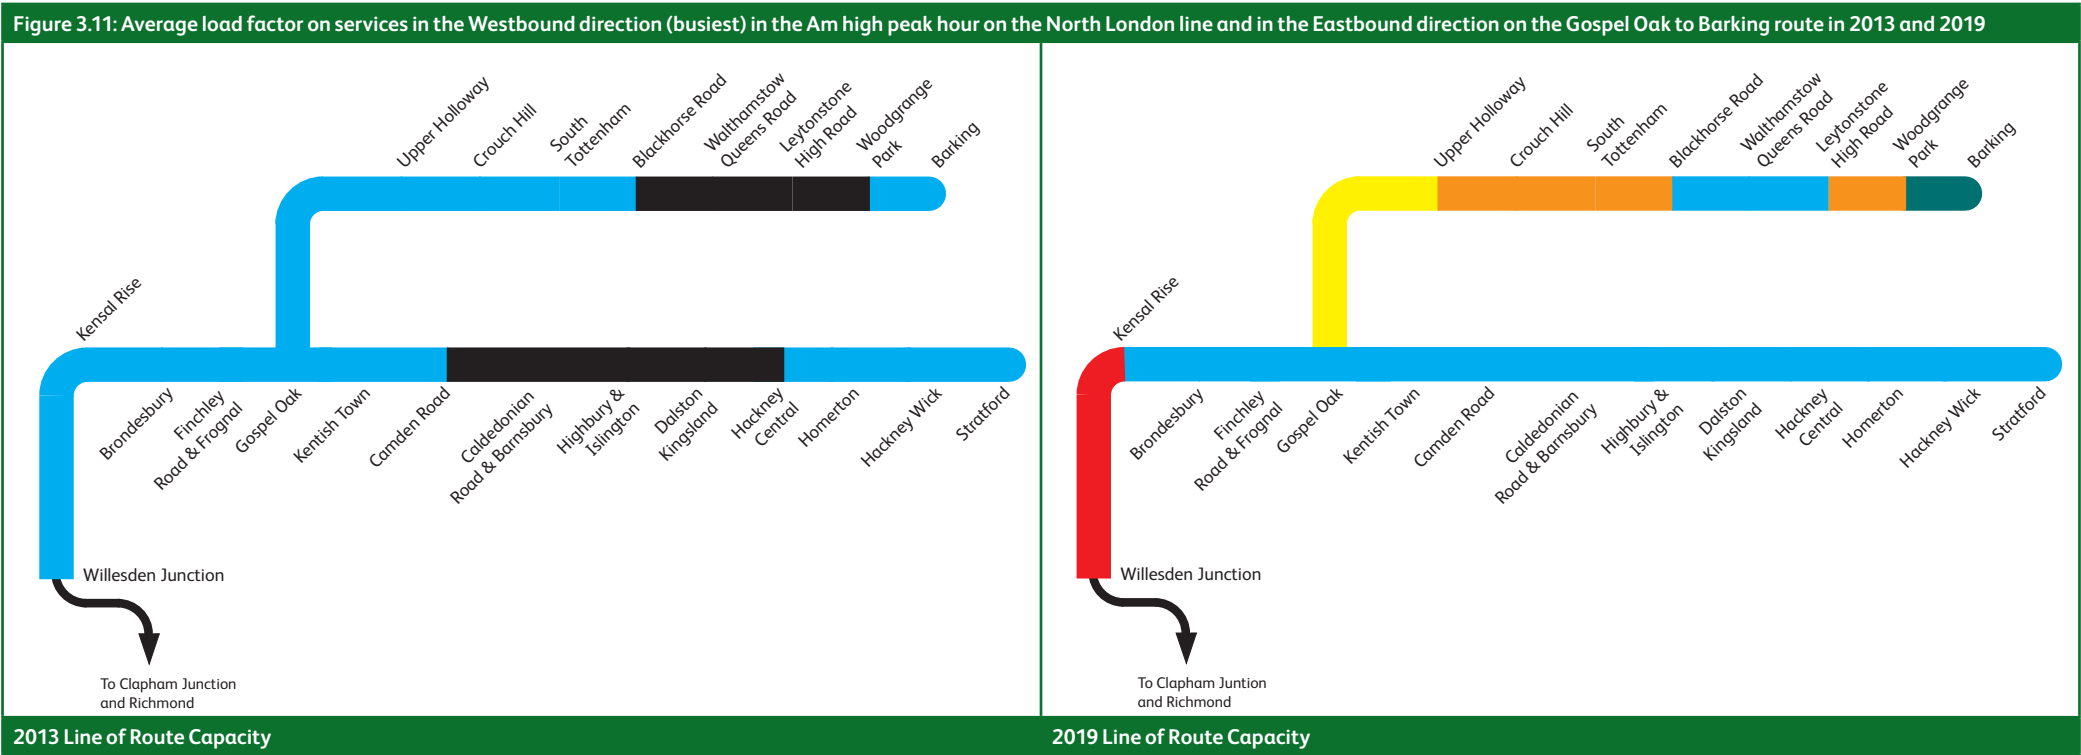 Figure 3.11: Average load factor on services in the Westbound direction (busiest) in the Am high peak hour on the North London line and in the Eastbound direction on the Gospel Oak to Barking route in 2013 and 2019
Upper Holloway
Crouch Hill
South
Tottenham
Blackhorse Road
Walthamstow
Queens Road
Leytonstone
High Road
Woodgrange
Park
Barking
Kensal Rise
Brondesbury
Finchley
Road & Frognal
Gospel Oak
Kentish Town
Camden Road
Caldedonian
Road & Barnsbury
Highbury &
Islington
Dalston
Kingsland
Hackney
Central
Homerton
Hackney Wick
Stratford
Willesden Junction
To Clapham Junction
and Richmond
2013 Line of Route Capacity
Upper Holloway
Crouch Hill
South
Tottenham
Blackhorse Road
Walthamstow
Queens Road
Leytonstone
High Road
Woodgrange
Park
Barking
Kensal Rise
Brondesbury
Finchley
Road & Frognal
Gospel Oak
Kentish Town
Camden Road
Caldedonian
Road & Barnsbury
Highbury &
Islington
Dalston
Kingsland
Hackney
Central
Homerton
Hackney Wick
Stratford
Willesden Junction
To Clapham Juntion
and Richmond
2019 Line of Route Capacity